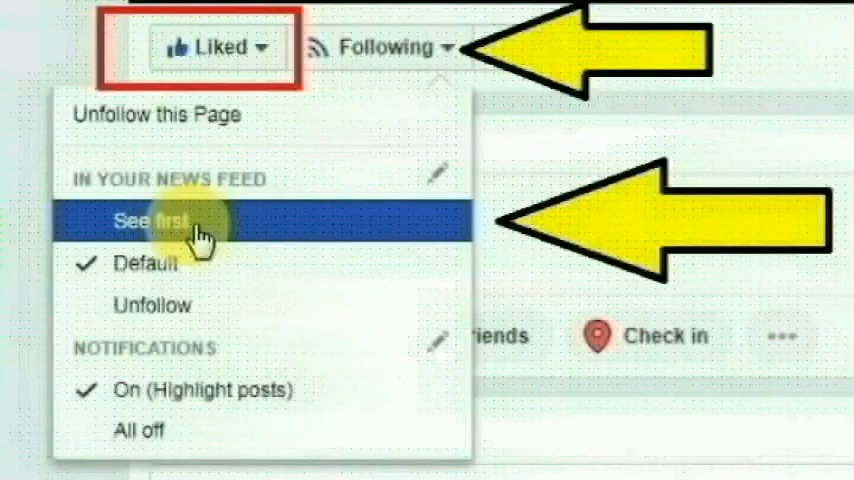 Liked Following
Unfollow this Page
IN YOUR NEWS FEED
See first
Default
Unfollow
NOTIFICATIONS
riends Check in
On (Highlight posts)
All off